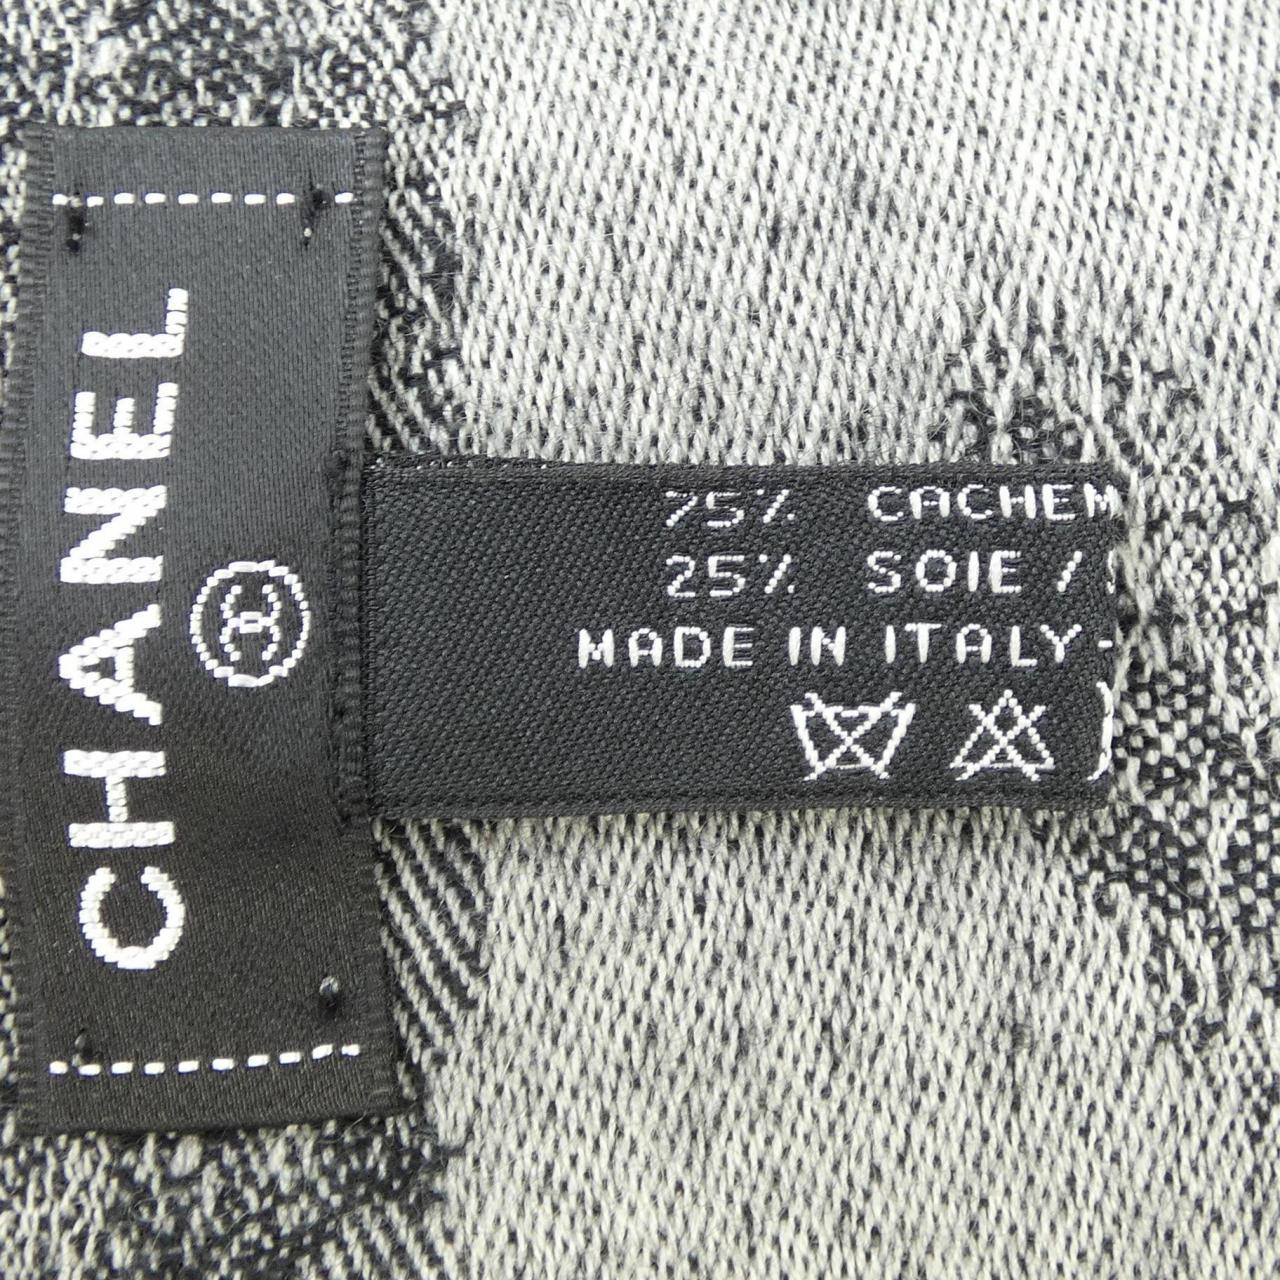 CHANEL
75% CACHEM
25% SOIE /
MADE IN ITALY-